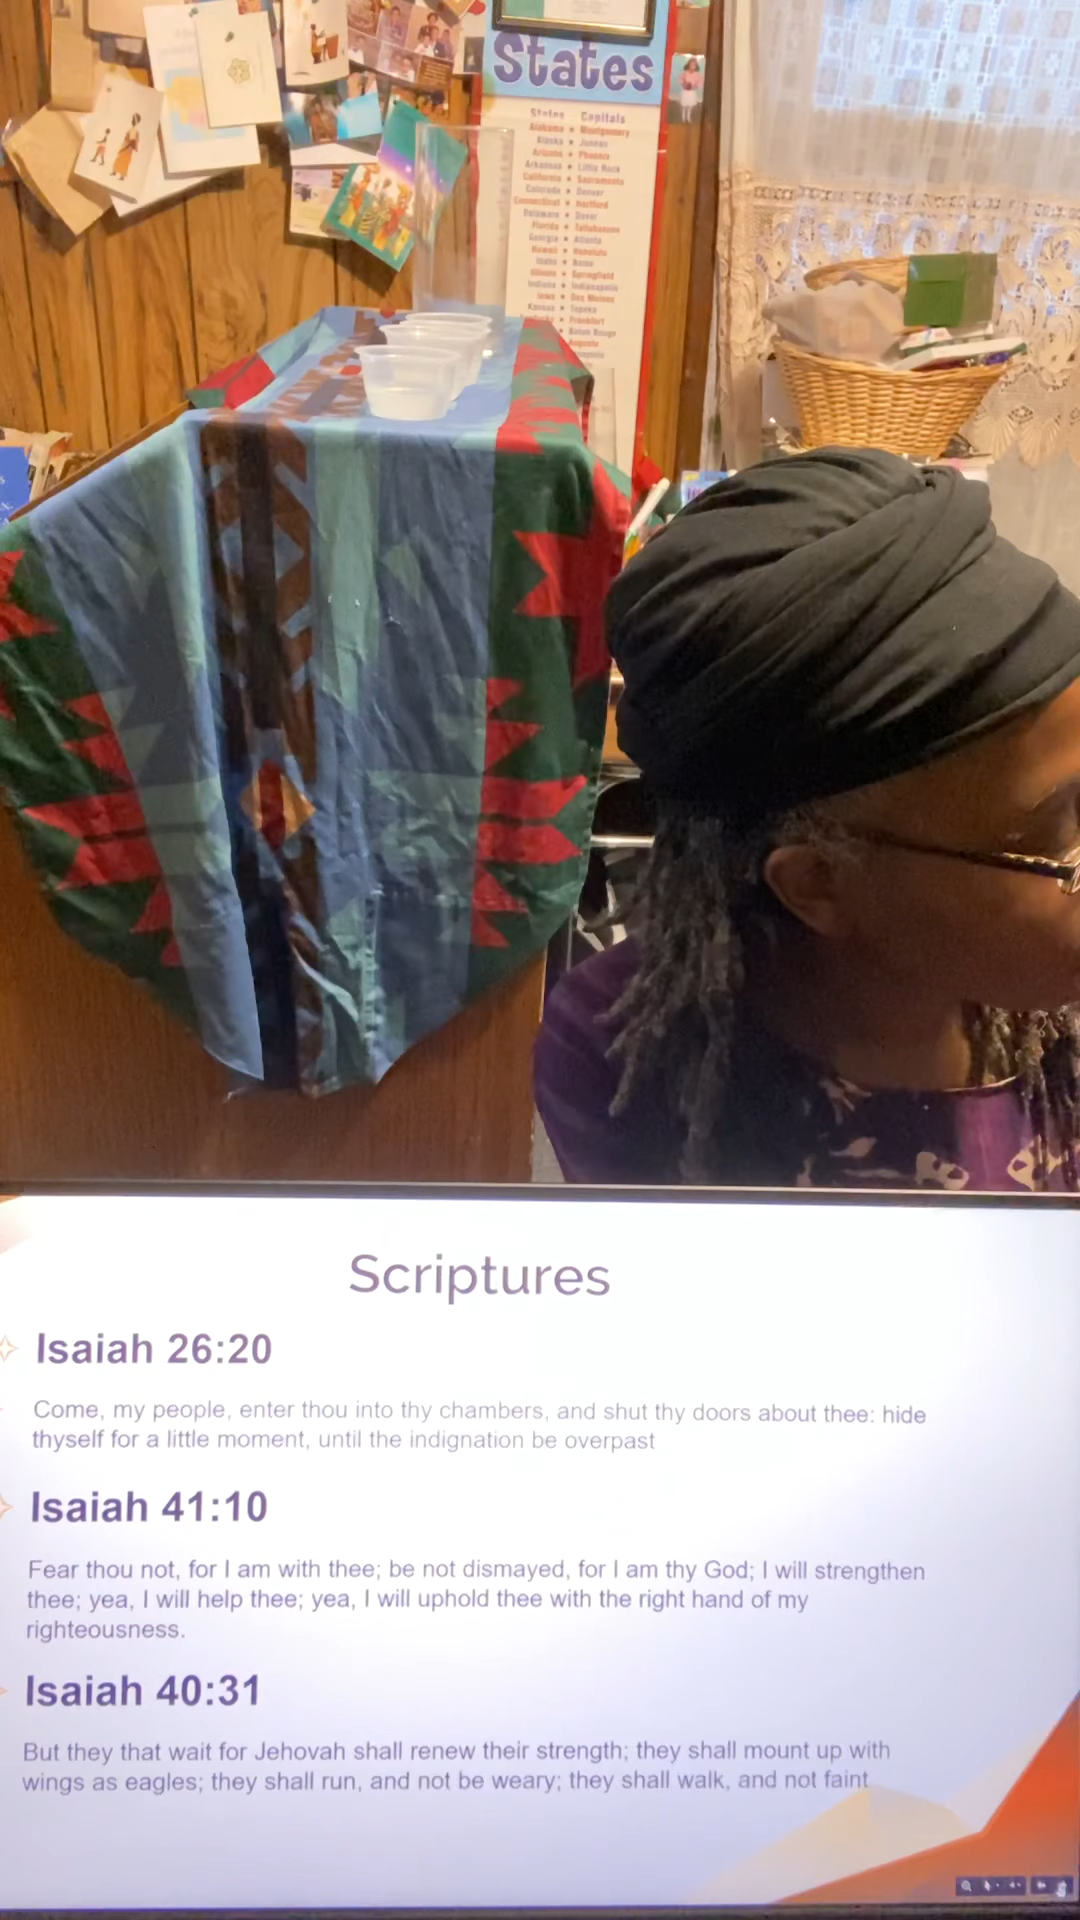 States
States Capitals
Alabama • Montgomery
Alaska • Juneau
Arizona • Phoenix
Arkansas • Little Rock
California • Sacramento
Colorado • Denver
Connecticut • Hartford
Delaware • Dover
Florida • Tallahassee
Georgia • Atlanta
Hawaii • Honolulu
Idaho • Boise
Illinois • Springfield
Indiana • Indianapolis
Iowa • Des Moines
Kansas • Topeka
Frankfort
Baton Rouge
Augusta
Scriptures
Isaiah 26:20
Come, my people, enter thou into thy chambers, and shut thy doors about thee: hide
thyself for a little moment, until the indignation be overpast
Isaiah 41:10
Fear thou not, for I am with thee; be not dismayed, for I am thy God; I will strengthen
thee; yea, I will help thee; yea, I will uphold thee with the right hand of my
righteousness.
Isaiah 40:31
But they that wait for Jehovah shall renew their strength; they shall mount up with
wings as eagles; they shall run, and not be weary; they shall walk, and not faint